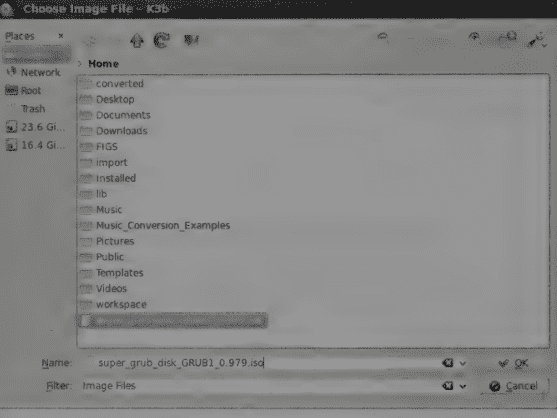 Choose Image File – K3b
Places
Home
Network
Root
Trash
23.6 Gi...
16.4 Gi...
converted
Desktop
Documents
Downloads
FIGS
import
Installed
lib
Music
Music_Conversion_Examples
Pictures
Public
Templates
Videos
workspace
Name: super_grub_disk_GRUB1_0.979.iso OK
Filter: Image Files Cancel